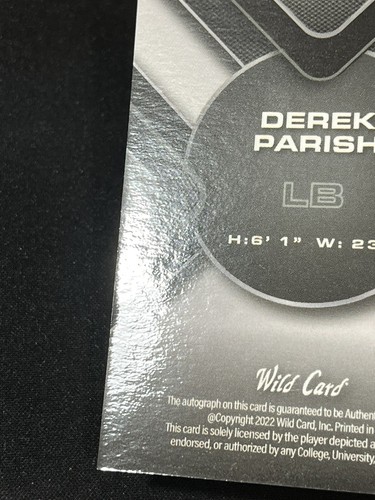 DEREK
PARISH
LB
H:6' 1" W: 23
Wild Card
The autograph on this card is guaranteed to be Authent
@Copyright 2022 Wild Card, Inc. Printed in
This card is solely licensed by the player depicted a
endorsed, or authorized by any College, University,